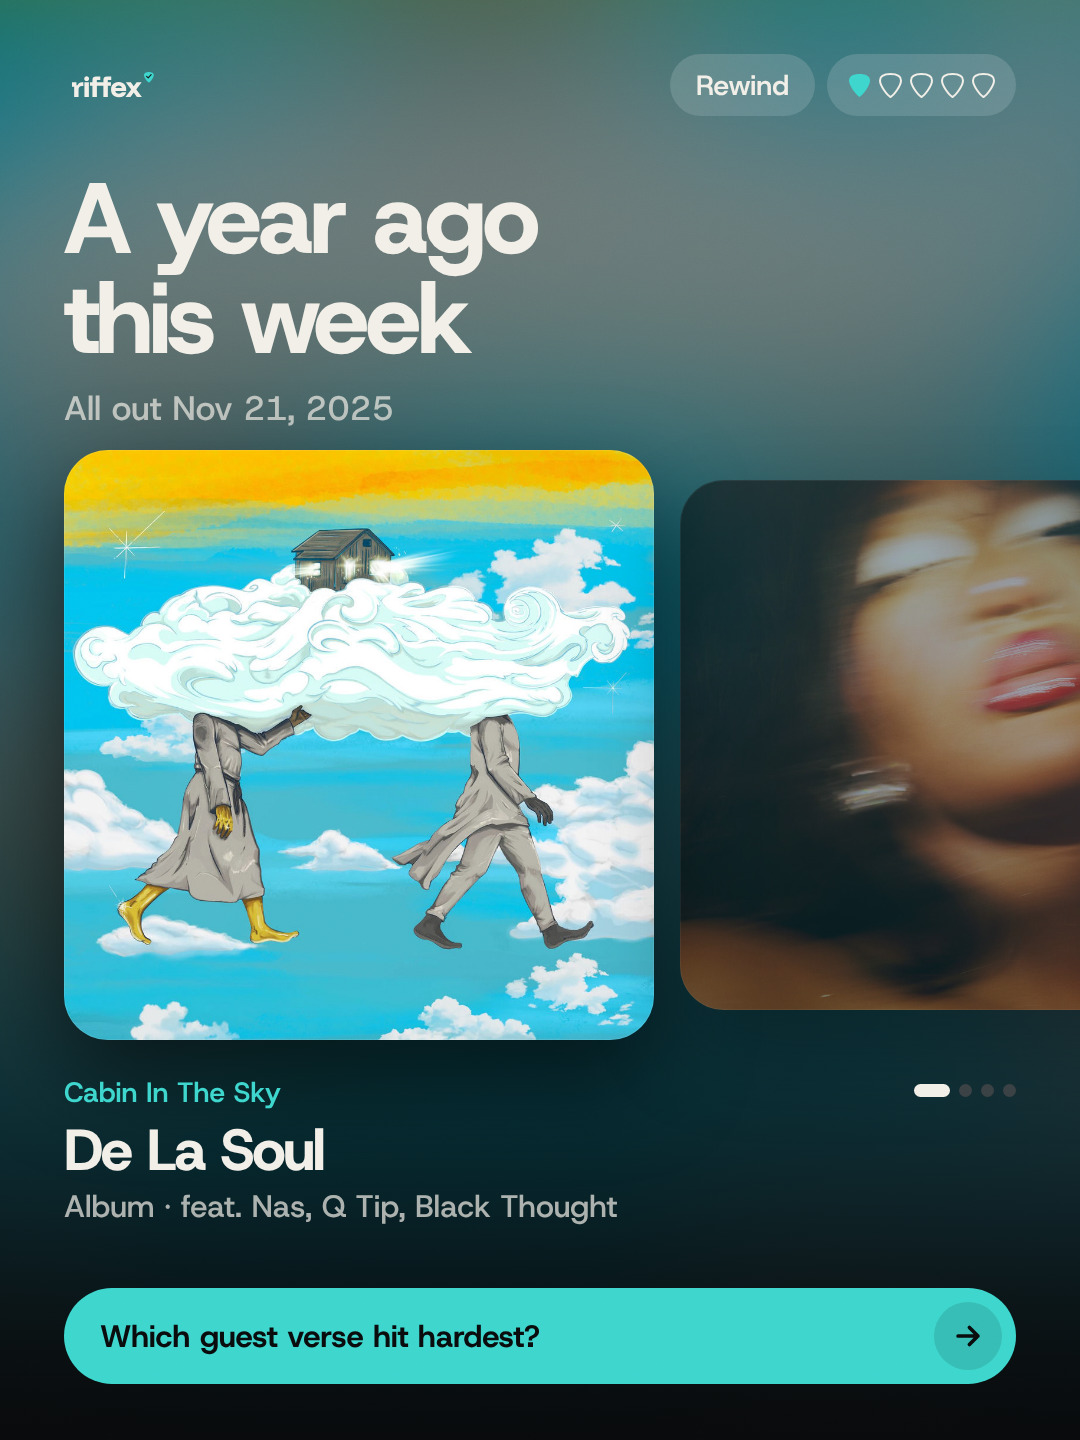 riffex
Rewind
A year ago
this week
All out Nov 21, 2025
Cabin In The Sky
De La Soul
Album · feat. Nas, Q Tip, Black Thought
Which guest verse hit hardest?